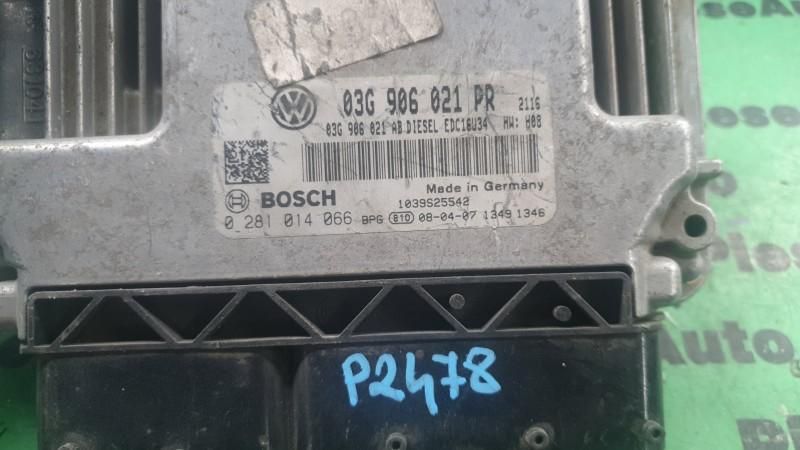 03G 906 021 PR 2116
03G 906 021 AB DIESEL EDC16U34 HW: H08
BOSCH
Made in Germany
1039S25542
0 281 014 066 BPG 810 08-04-07 1349 1346
P2478